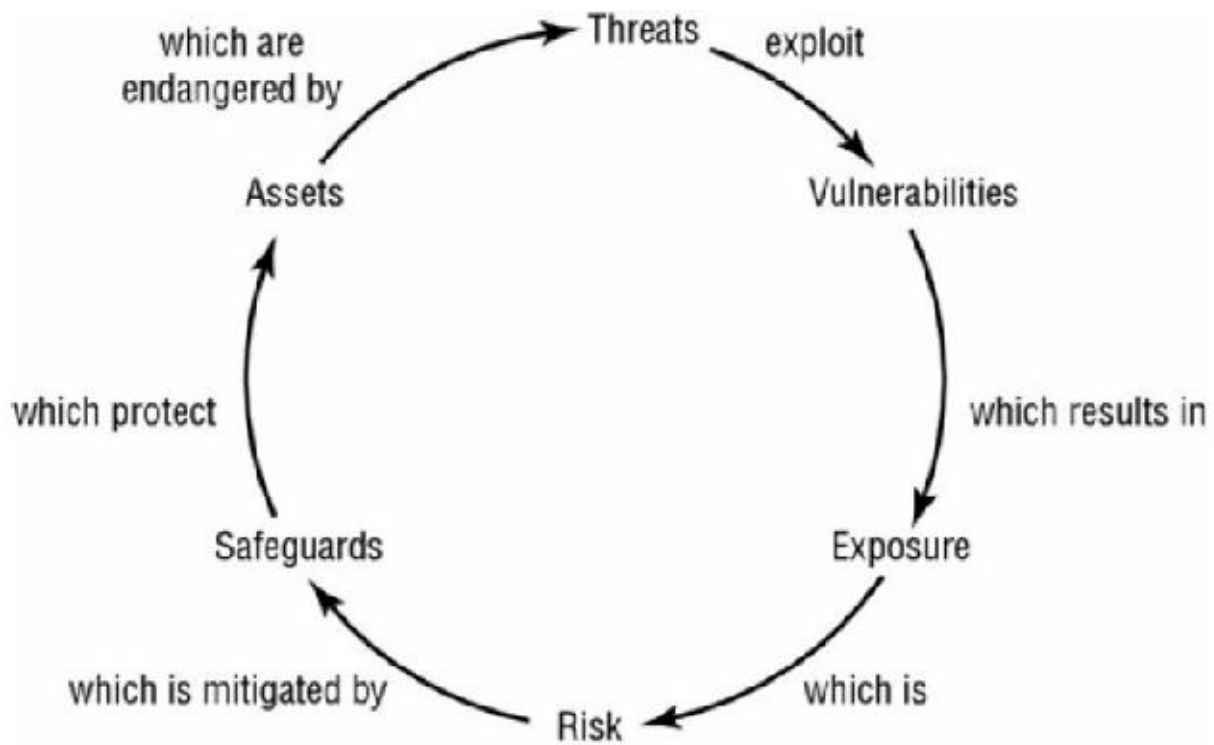 Threats
exploit
Vulnerabilities
which results in
Exposure
which is
Risk
which is mitigated by
Safeguards
which protect
Assets
which are
endangered by